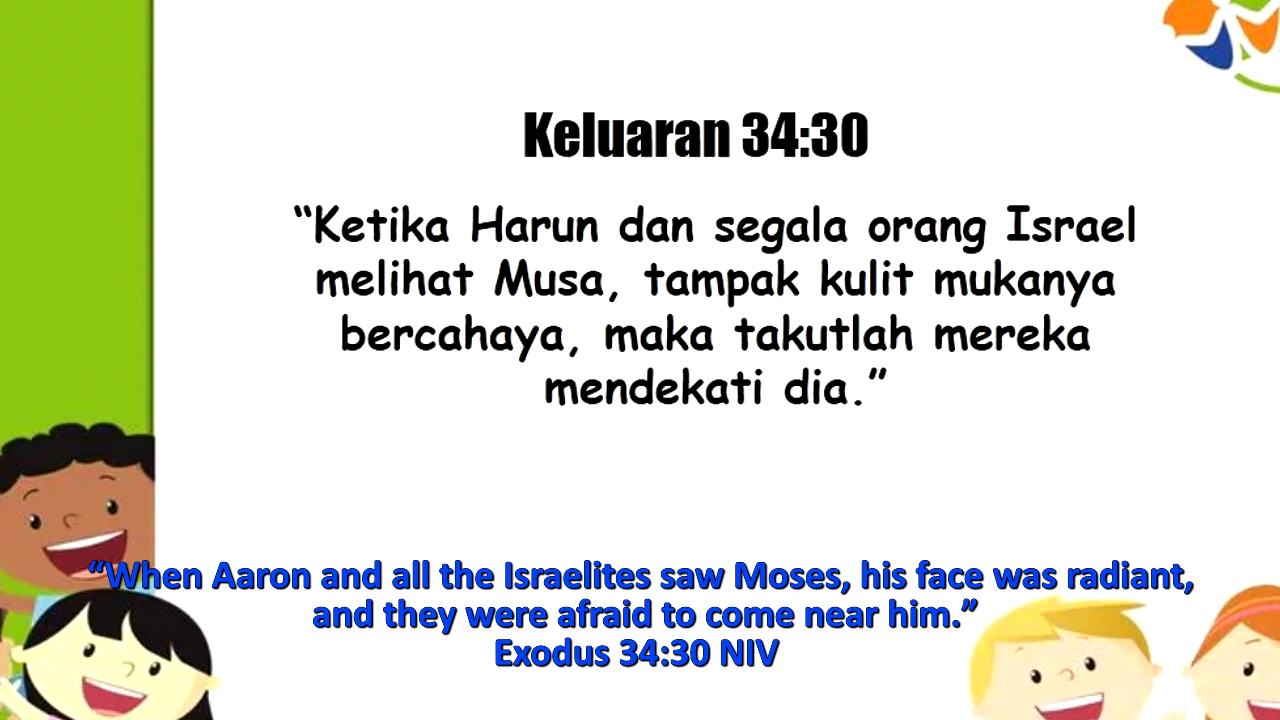 Keluaran 34:30
“Ketika Harun dan segala orang Israel
melihat Musa, tampak kulit mukanya
bercahaya, maka takutlah mereka
mendekati dia.”
“When Aaron and all the Israelites saw Moses, his face was radiant,
and they were afraid to come near him.”
Exodus 34:30 NIV